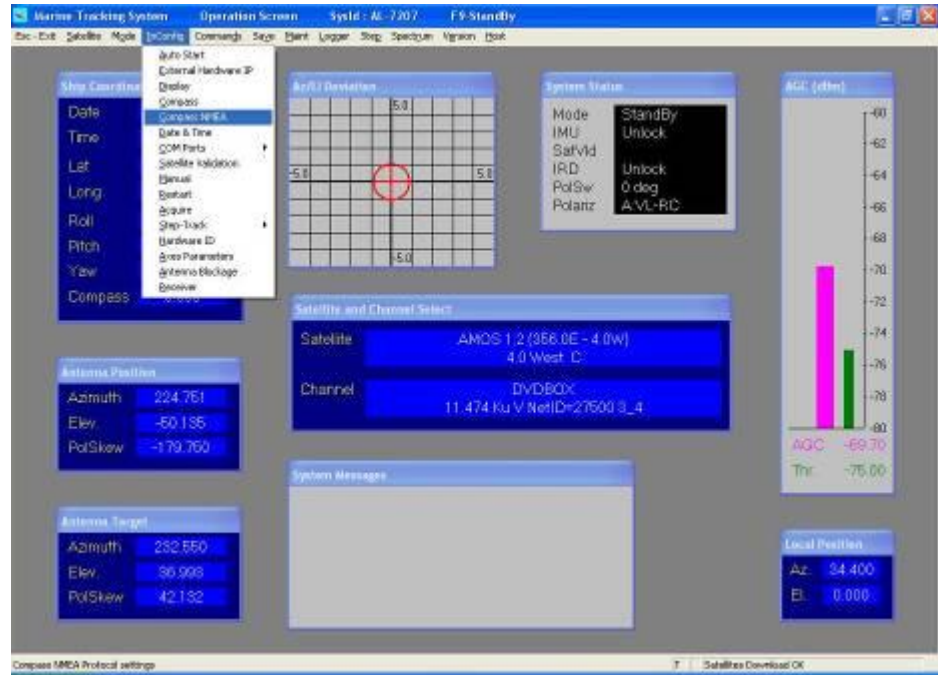 Marine Tracking System Operation Screen SysId : AL-7207 F9-StandBy
Esc - Exit Satellite Mode InConfig Commands Save Maint Logger Step Spectrum Version Host
Auto Start
External Hardware IP
Display
Compass
Compass NMEA
Date & Time
COM Ports
Satellite Validation
Manual
Restart
Acquire
Step-Track
Hardware ID
Axes Parameters
Antenna Blockage
Receiver
Ship Coordina
Date
Time
Lat
Long
Roll
Pitch
Yaw
Compass
Az/El Deviation
5.0
-5.0
5.0
-5.0
System Status
Mode StandBy
IMU Unlock
SatVld
IRD Unlock
PolSw 0 deg
Polariz A:VL-RC
AGC (dBm)
-60
-62
-64
-66
-68
-70
-72
-74
-76
-78
-80
AGC -69.70
Thr. -75.00
Satellite and Channel Select
Satellite AMOS 1,2 (356.0E - 4.0W)
4.0 West C
Channel DVDBOX
11.474 Ku V NetID=27500 3_4
Antenna Position
Azimuth 224.751
Elev. -50.135
PolSkew -179.750
System Messages
Antenna Target
Azimuth 232.550
Elev. 36.993
PolSkew 42.132
Local Position
Az. 34.400
El. 0.000
Compass NMEA Protocol settings
7 Satellites Download OK